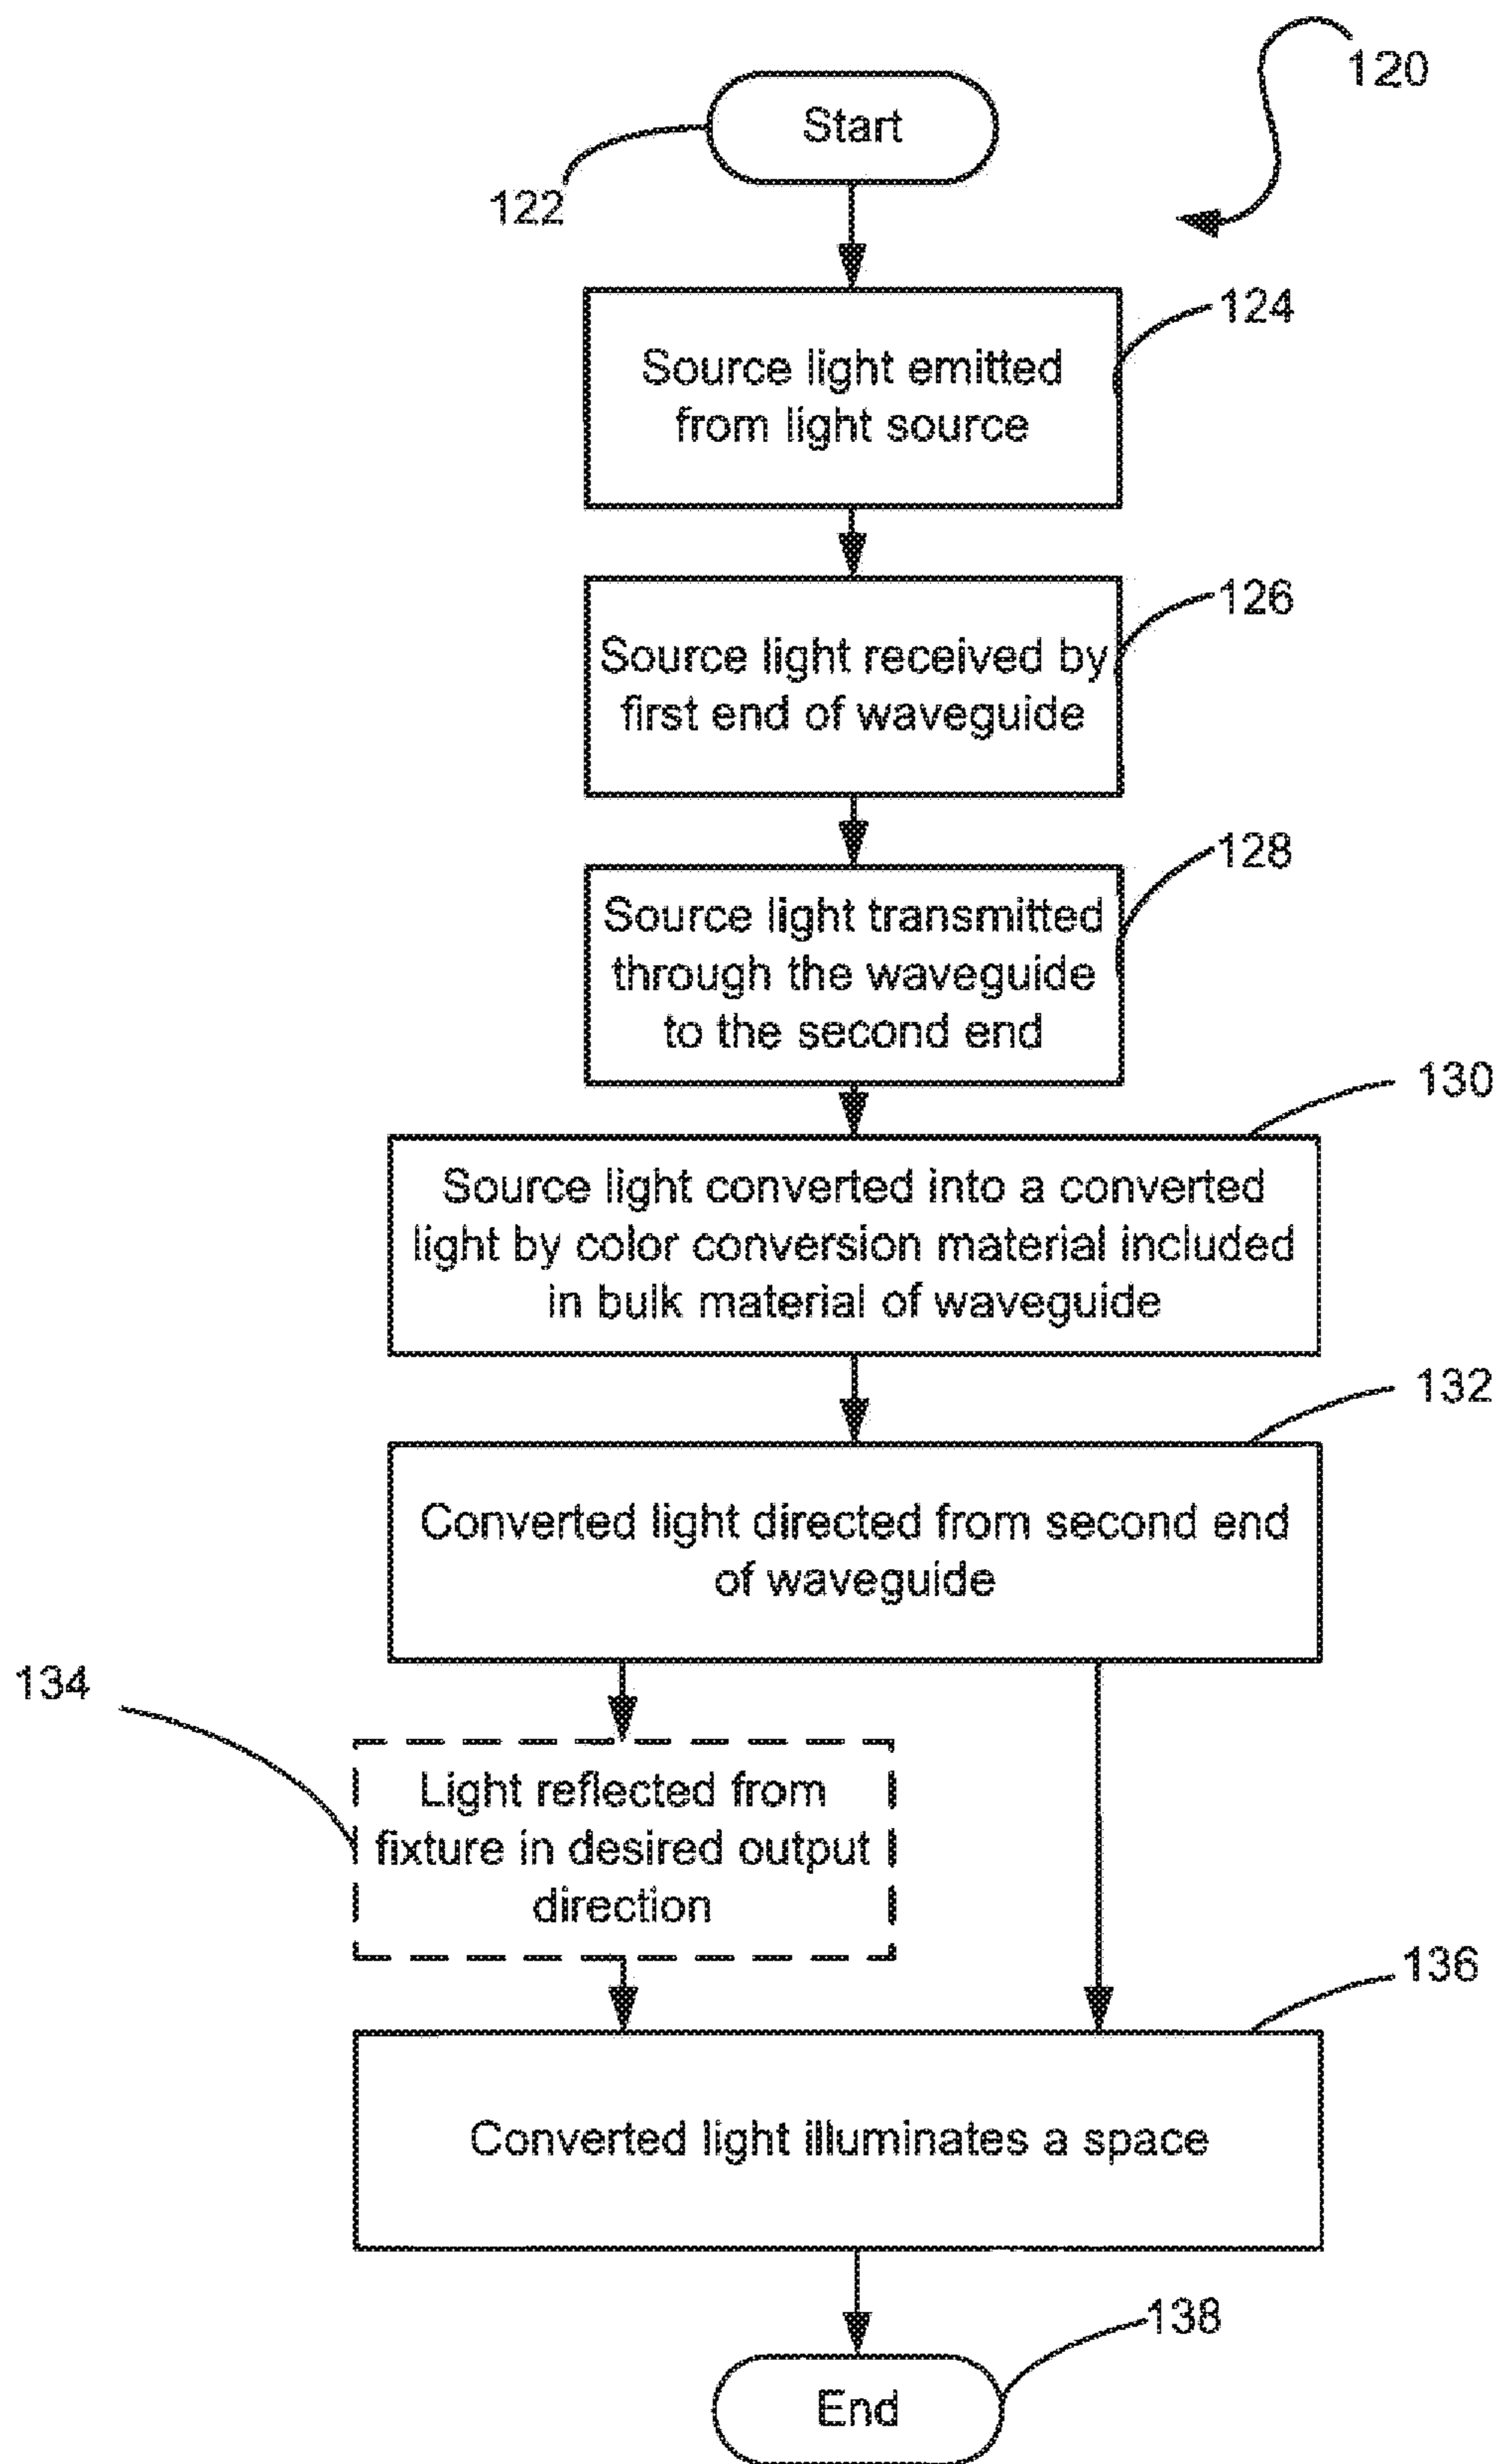 120
Start
122
124
Source light emitted
from light source
126
Source light received by
first end of waveguide
128
Source light transmitted
through the waveguide
to the second end
130
Source light converted into a converted
light by color conversion material included
in bulk material of waveguide
132
Converted light directed from second end
of waveguide
134
Light reflected from
fixture in desired output
direction
136
Converted light illuminates a space
138
End